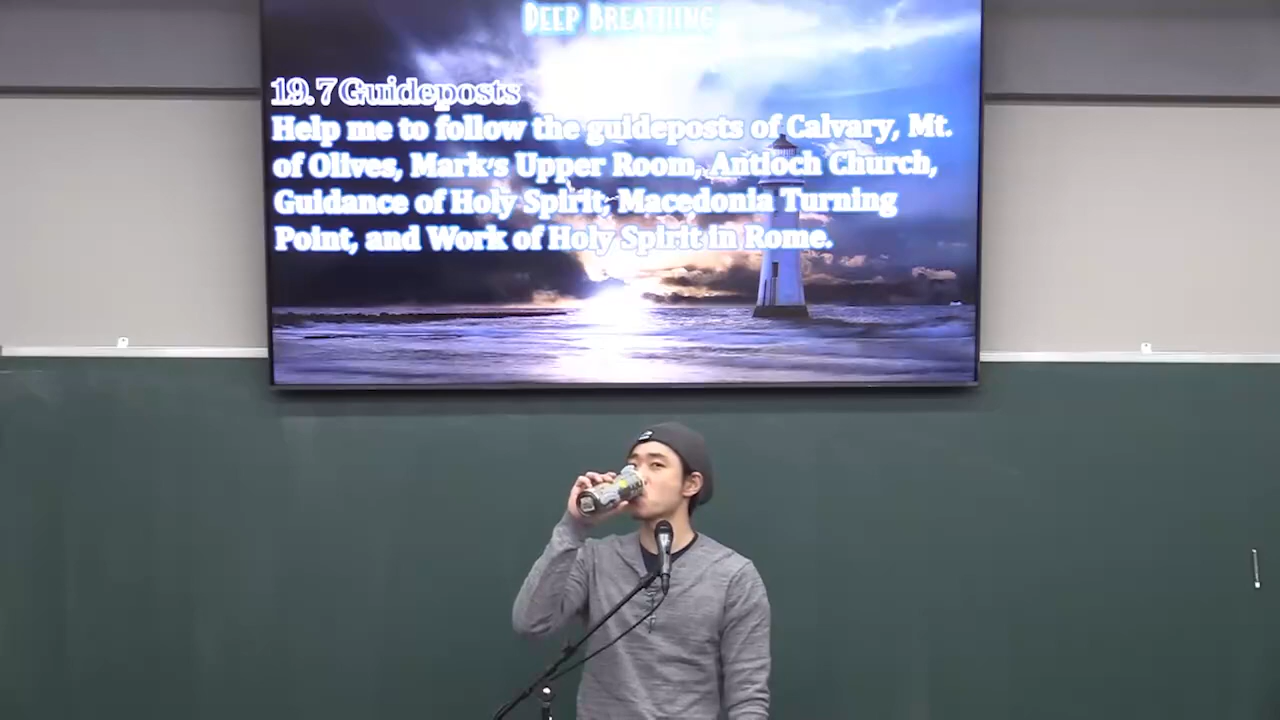 DEEP BREATHING
19.7 Guideposts
Help me to follow the guideposts of Calvary, Mt.
of Olives, Mark's Upper Room, Antioch Church,
Guidance of Holy Spirit, Macedonia Turning
Point, and Work of Holy Spirit in Rome.